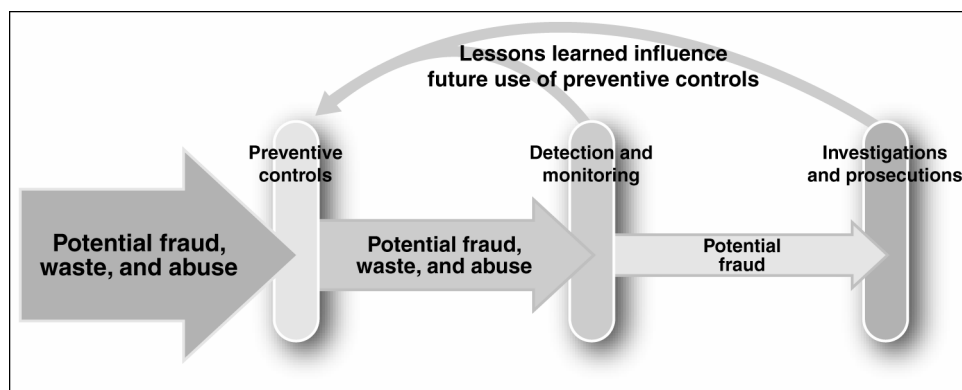 Lessons learned influence
future use of preventive controls
Preventive
controls
Detection and
monitoring
Investigations
and prosecutions
Potential fraud,
waste, and abuse
Potential fraud,
waste, and abuse
Potential
fraud